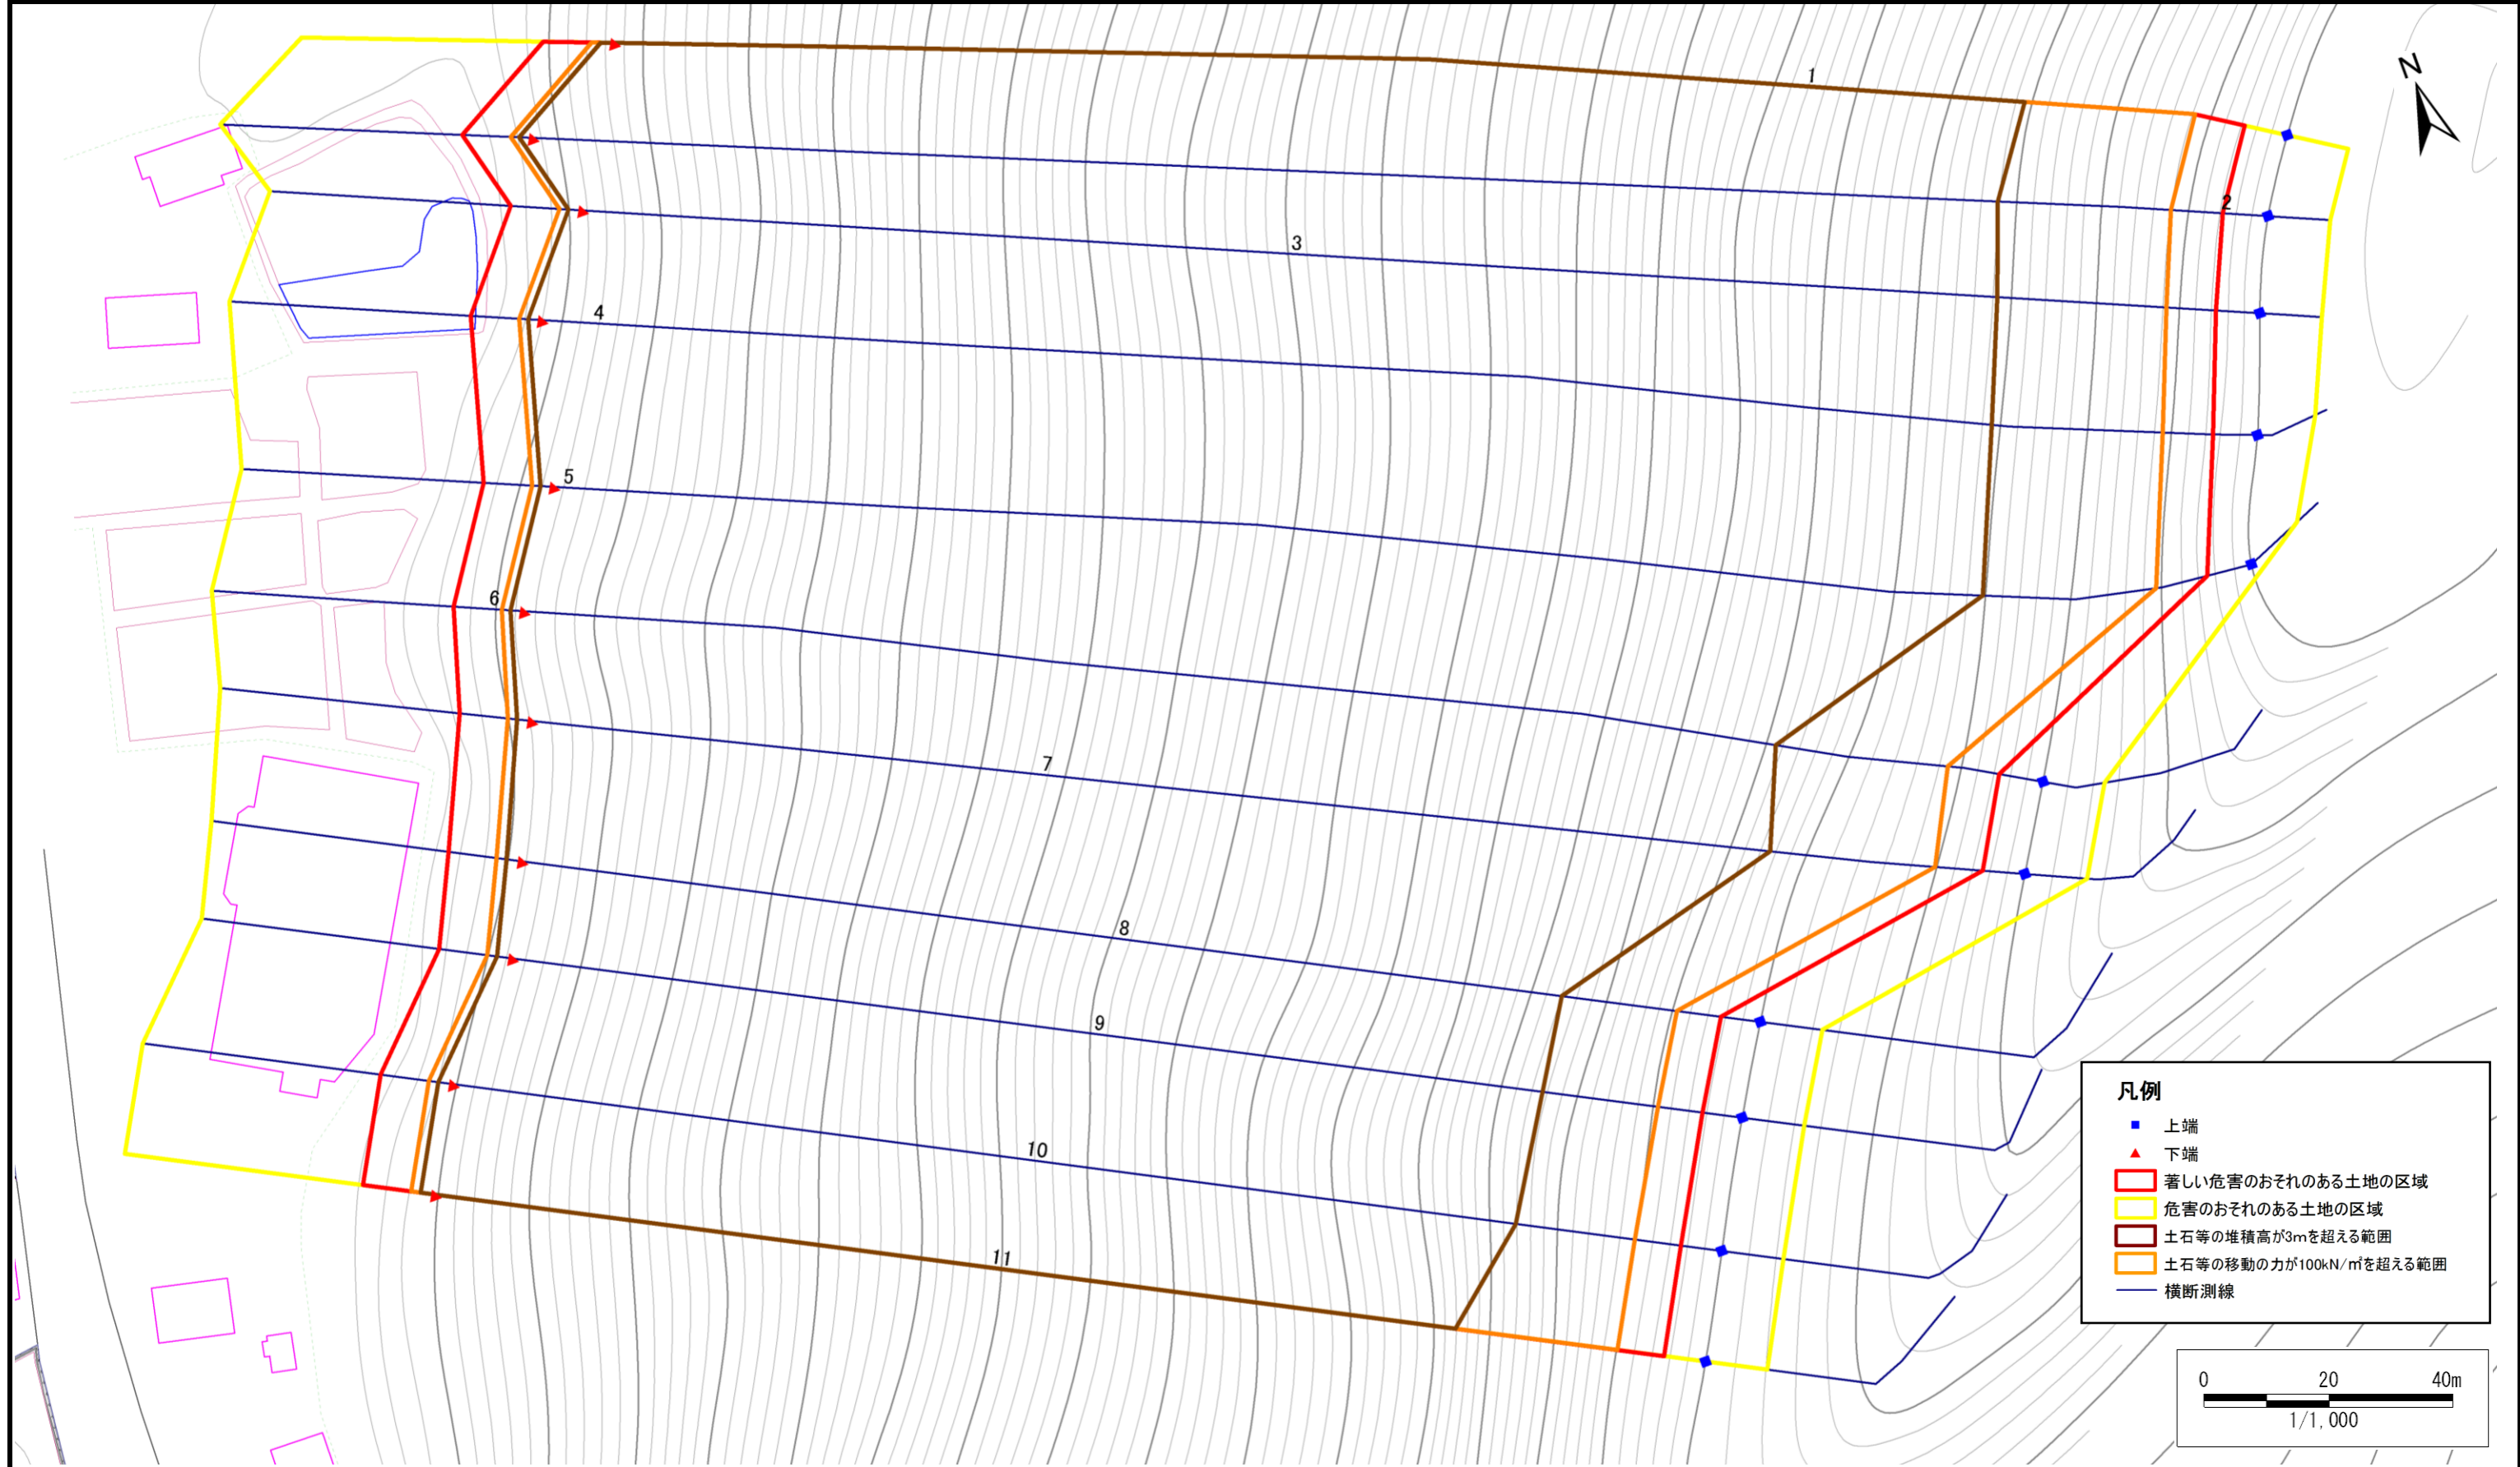 N
1
2
3
4
5
6
7
8
9
10
11
凡例
上端
下端
著しい危害のおそれのある土地の区域
危害のおそれのある土地の区域
土石等の堆積高が3mを超える範囲
土石等の移動の力が100kN/㎡を超える範囲
横断測線
0 20 40m
1/1,000